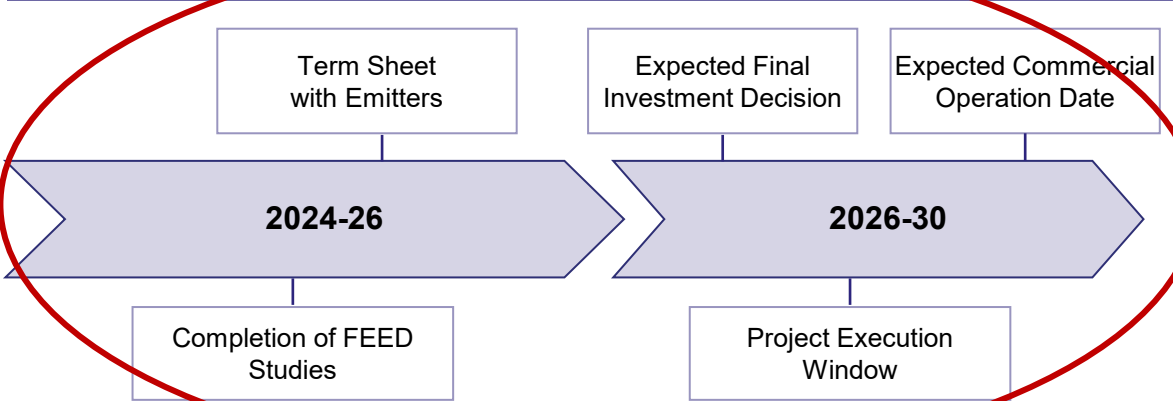 Term Sheet
with Emitters
Expected Final
Investment Decision
Expected Commercial
Operation Date
2024-26
2026-30
Completion of FEED
Studies
Project Execution
Window